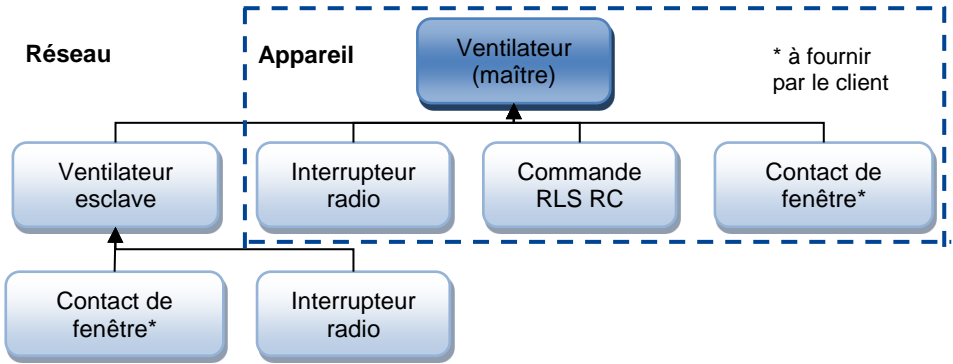 Réseau
Appareil
Ventilateur
(maître)
* à fournir
par le client
Ventilateur
esclave
Interrupteur
radio
Commande
RLS RC
Contact de
fenêtre*
Contact de
fenêtre*
Interrupteur
radio